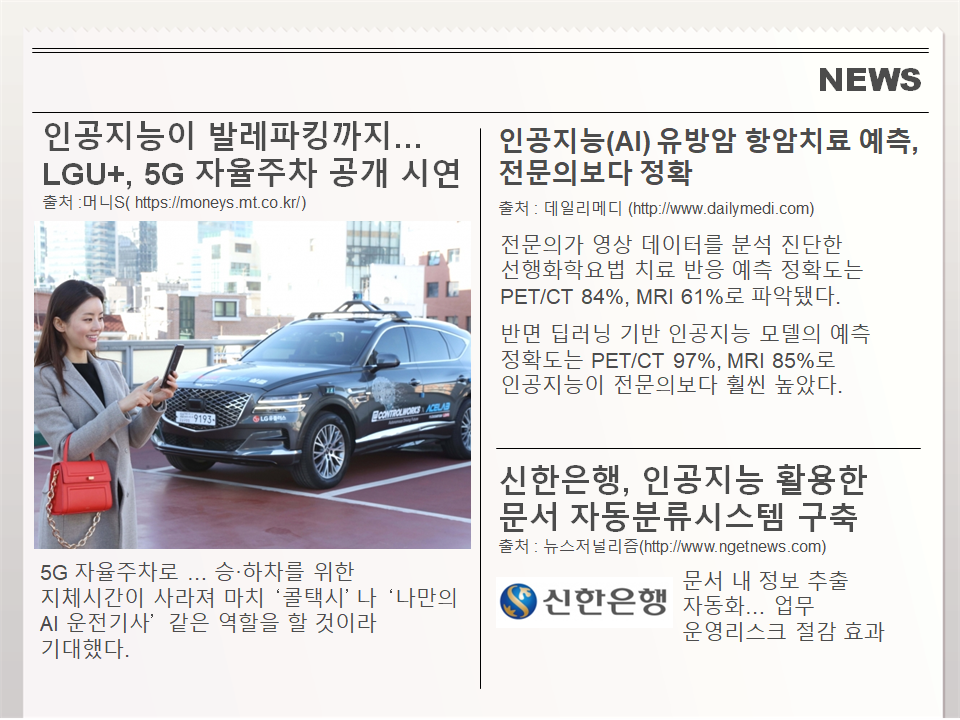 NEWS
인공지능이 발레파킹까지...
LGU+, 5G 자율주차 공개 시연
출처 :머니S( https://moneys.mt.co.kr/)
9193
LG유플러스
CONTROLWORKS
ACELAB
5G 자율주차로 ... 승·하차를 위한
지체시간이 사라져 마치 ‘콜택시’ 나 ‘나만의
AI 운전기사’ 같은 역할을 할 것이라
기대했다.
인공지능(AI) 유방암 항암치료 예측,
전문의보다 정확
출처 : 데일리메디 (http://www.dailymedi.com)
전문의가 영상 데이터를 분석 진단한
선행화학요법 치료 반응 예측 정확도는
PET/CT 84%, MRI 61%로 파악됐다.
반면 딥러닝 기반 인공지능 모델의 예측
정확도는 PET/CT 97%, MRI 85%로
인공지능이 전문의보다 훨씬 높았다.
신한은행, 인공지능 활용한
문서 자동분류시스템 구축
출처 : 뉴스저널리즘(http://www.ngetnews.com)
신한은행
문서 내 정보 추출
자동화... 업무
운영리스크 절감 효과